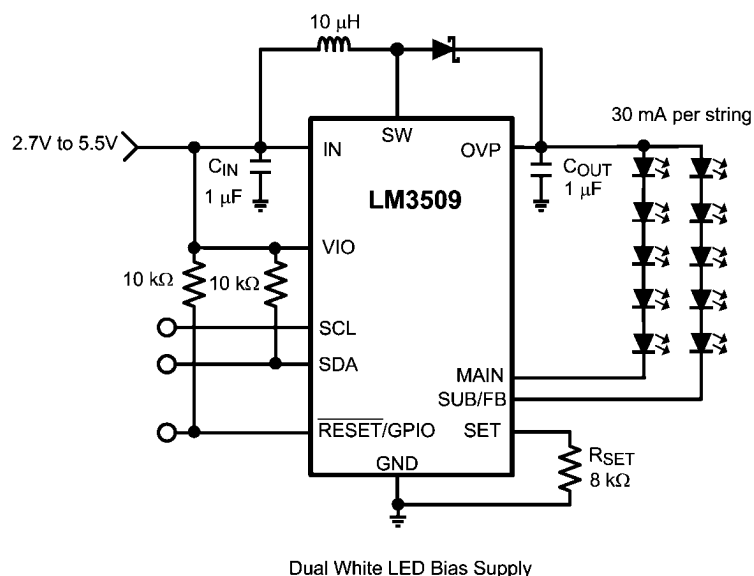 10 μH
2.7V to 5.5V
IN
SW
OVP
30 mA per string
CIN
1 μF
COUT
1 μF
LM3509
VIO
10 kΩ
10 kΩ
SCL
SDA
MAIN
SUB/FB
RESET/GPIO
SET
GND
RSET
8 kΩ
Dual White LED Bias Supply